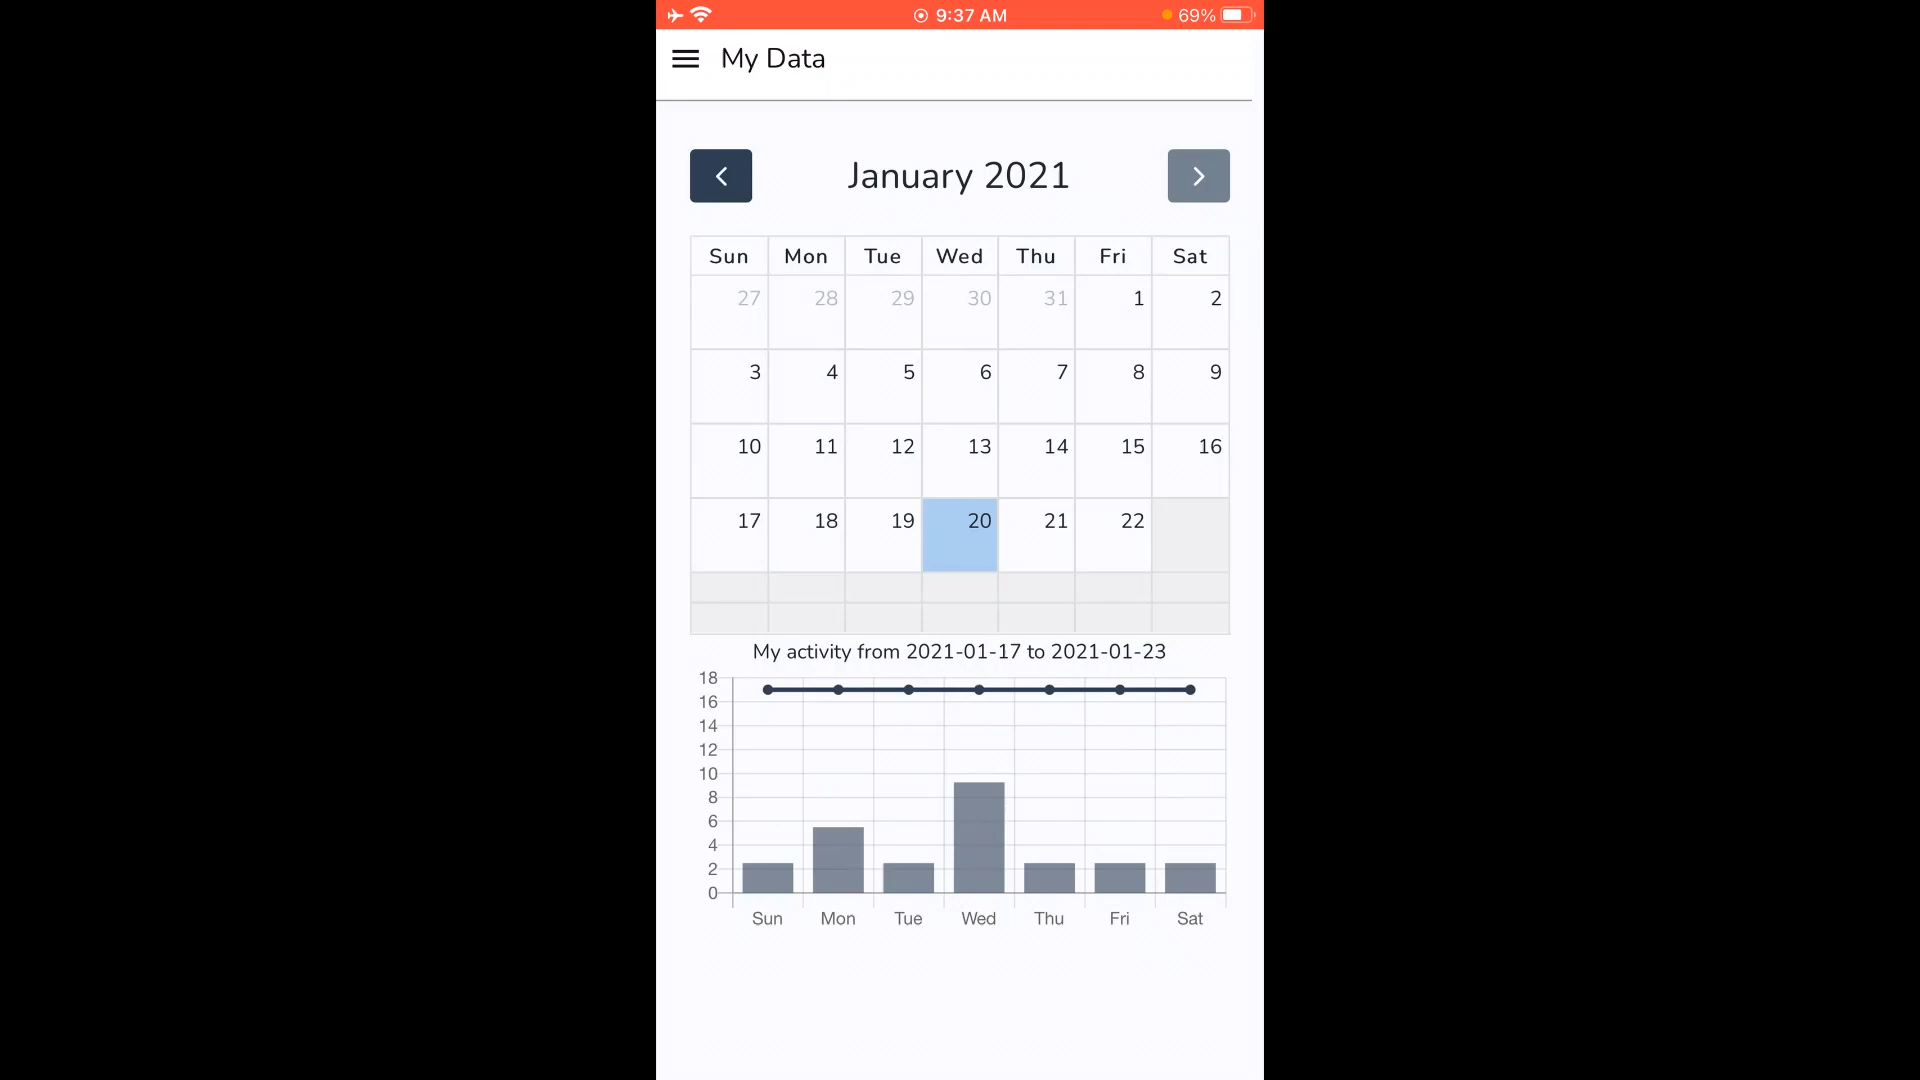 9:37 AM 69%
My Data
January 2021
Sun Mon Tue Wed Thu Fri Sat
27 28 29 30 31 1 2
3 4 5 6 7 8 9
10 11 12 13 14 15 16
17 18 19 20 21 22
My activity from 2021-01-17 to 2021-01-23
18
16
14
12
10
8
6
4
2
0
Sun Mon Tue Wed Thu Fri Sat